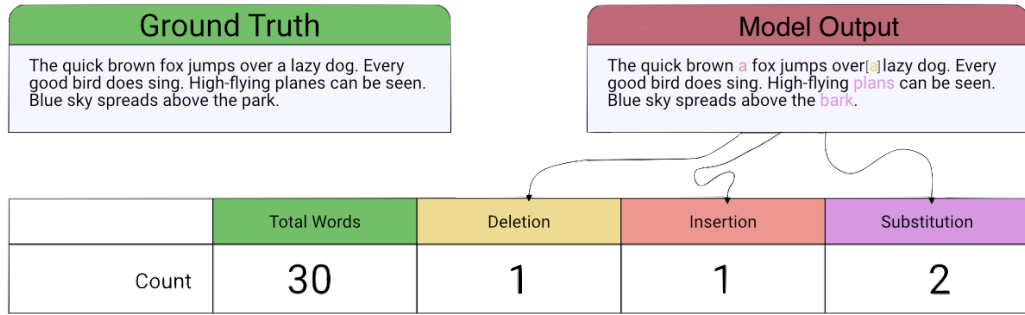 Ground Truth
The quick brown fox jumps over a lazy dog. Every
good bird does sing. High-flying planes can be seen.
Blue sky spreads above the park.
Model Output
The quick brown a fox jumps over[a]lazy dog. Every
good bird does sing. High-flying plans can be seen.
Blue sky spreads above the bark.
Total Words Deletion Insertion Substitution
Count 30 1 1 2